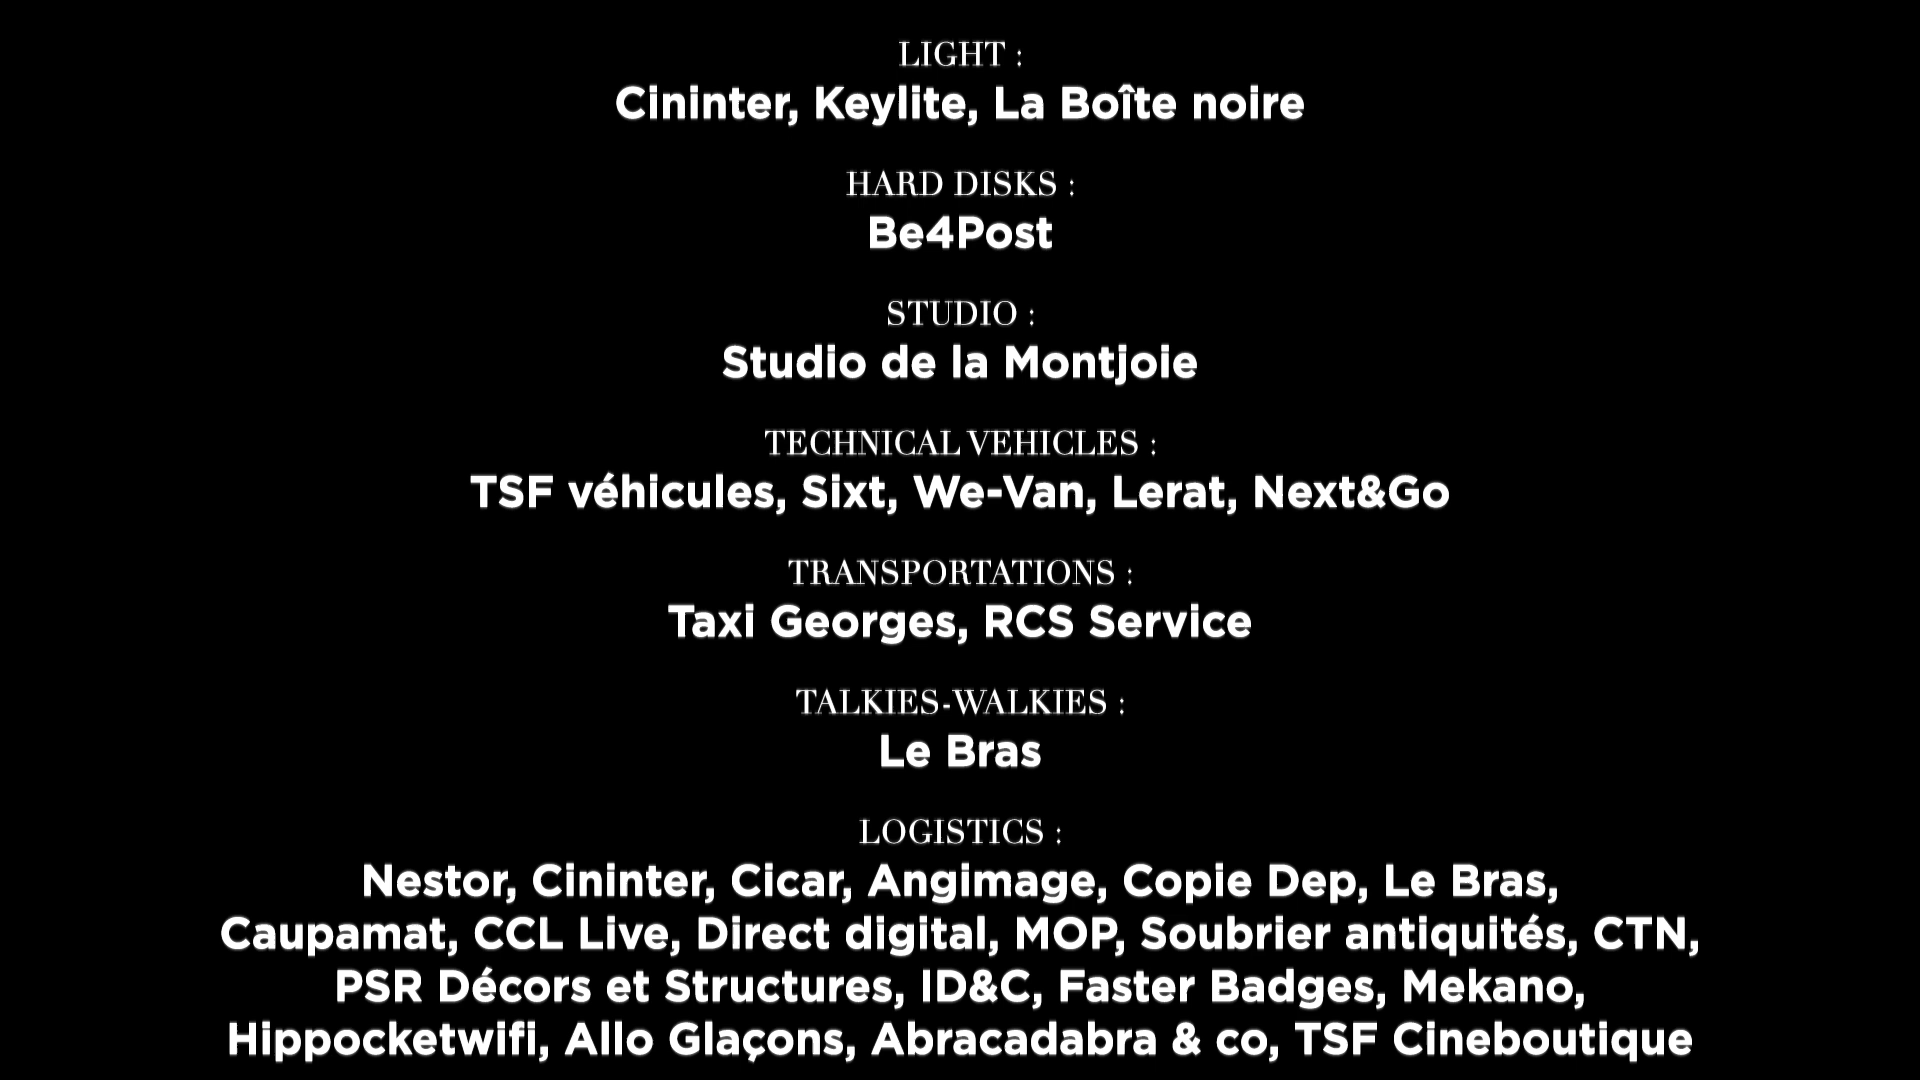 LIGHT :
Cininter, Keylite, La Boîte noire
HARD DISKS :
Be4Post
STUDIO :
Studio de la Montjoie
TECHNICAL VEHICLES :
TSF véhicules, Sixt, We-Van, Lerat, Next&Go
TRANSPORTATIONS :
Taxi Georges, RCS Service
TALKIES-WALKIES :
Le Bras
LOGISTICS :
Nestor, Cininter, Cicar, Angimage, Copie Dep, Le Bras,
Caupamat, CCL Live, Direct digital, MOP, Soubrier antiquités, CTN,
PSR Décors et Structures, ID&C, Faster Badges, Mekano,
Hippocketwifi, Allo Glaçons, Abracadabra & co, TSF Cineboutique